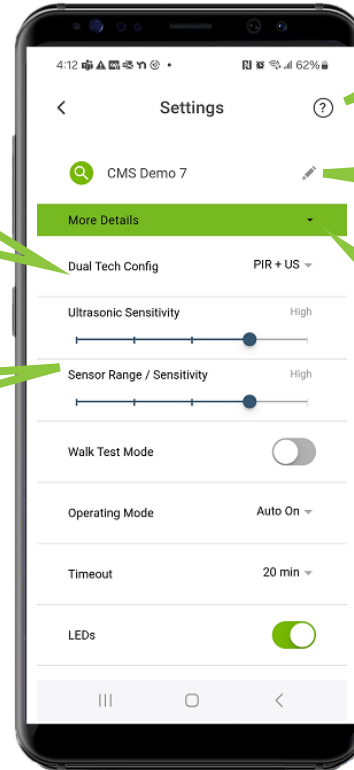 4:12 62%
Settings ?
CMS Demo 7
More Details
Dual Tech Config PIR + US
Ultrasonic Sensitivity High
Sensor Range / Sensitivity High
Walk Test Mode
Operating Mode Auto On
Timeout 20 min
LEDs